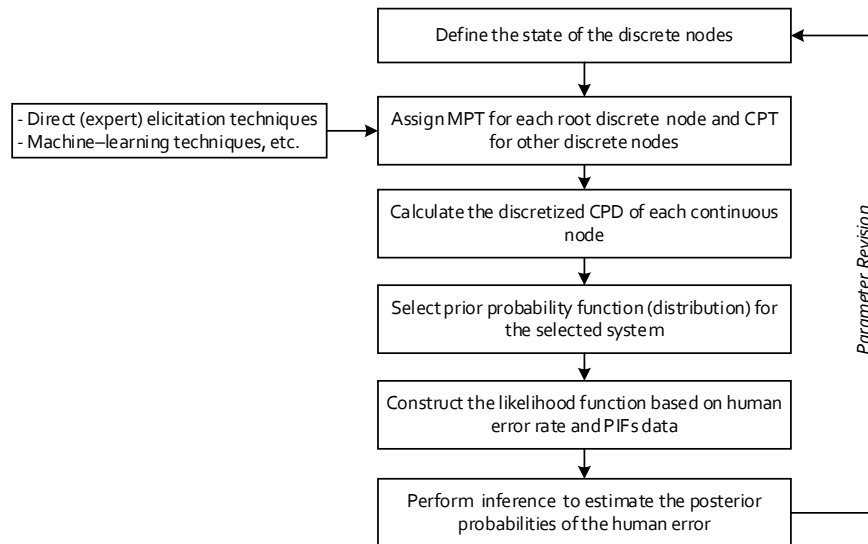 Define the state of the discrete nodes
- Direct (expert) elicitation techniques
- Machine–learning techniques, etc.
Assign MPT for each root discrete node and CPT
for other discrete nodes
Calculate the discretized CPD of each continuous
node
Select prior probability function (distribution) for
the selected system
Construct the likelihood function based on human
error rate and PIFs data
Perform inference to estimate the posterior
probabilities of the human error
Parameter Revision